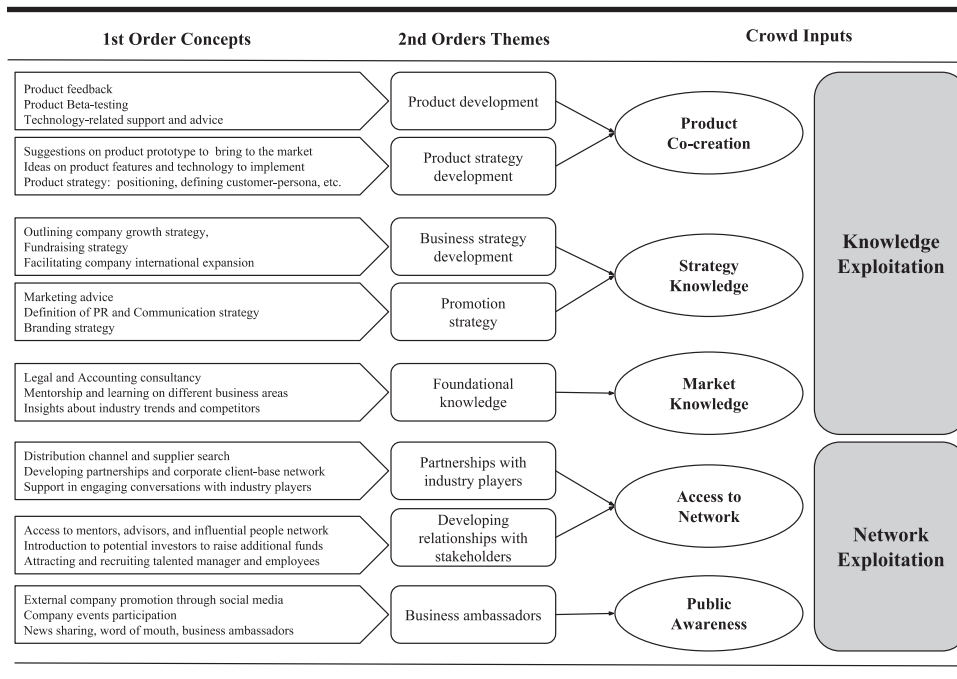 1st Order Concepts
2nd Orders Themes
Crowd Inputs
Product feedback
Product Beta-testing
Technology-related support and advice
Product development
Suggestions on product prototype to bring to the market
Ideas on product features and technology to implement
Product strategy: positioning, defining customer-persona, etc.
Product strategy
development
Product
Co-creation
Outlining company growth strategy,
Fundraising strategy
Facilitating company international expansion
Business strategy
development
Marketing advice
Definition of PR and Communication strategy
Branding strategy
Promotion
strategy
Strategy
Knowledge
Legal and Accounting consultancy
Mentorship and learning on different business areas
Insights about industry trends and competitors
Foundational
knowledge
Market
Knowledge
Knowledge
Exploitation
Distribution channel and supplier search
Developing partnerships and corporate client-base network
Support in engaging conversations with industry players
Partnerships with
industry players
Access to mentors, advisors, and influential people network
Introduction to potential investors to raise additional funds
Attracting and recruiting talented manager and employees
Developing
relationships with
stakeholders
Access to
Network
External company promotion through social media
Company events participation
News sharing, word of mouth, business ambassadors
Business ambassadors
Public
Awareness
Network
Exploitation